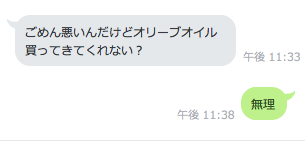 ごめん悪いんだけどオリーブオイル
買ってきてくれない？
午後 11:33
無理
午後 11:38